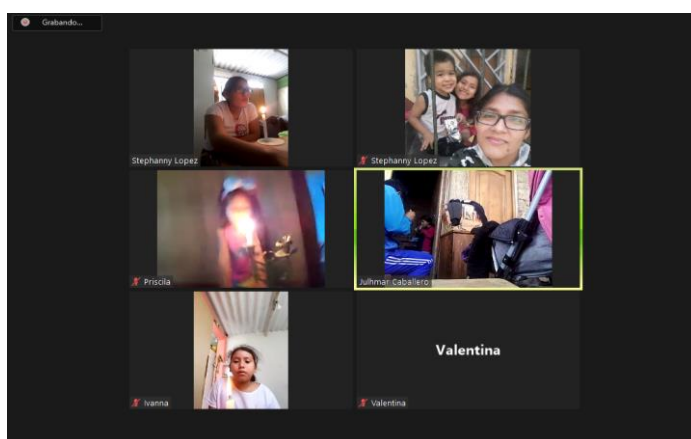 Grabando...
Stephanny Lopez
Stephanny Lopez
Priscila
Julhmar Caballero
Ivanna
Valentina
Valentina